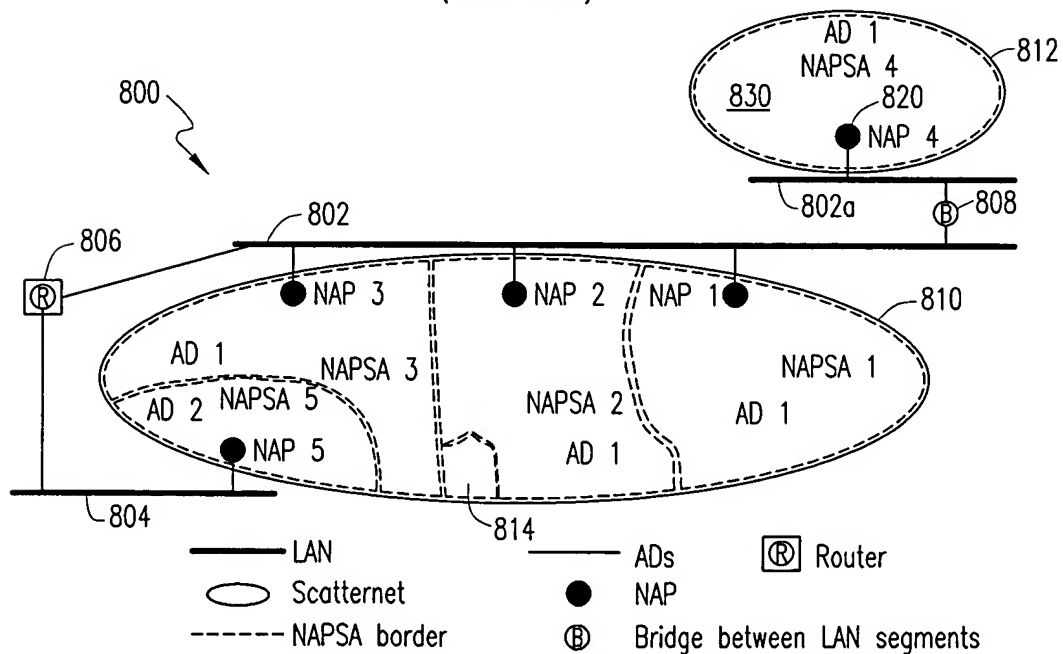 AD 1
NAPSA 4
812
830
820
NAP 4
800
802a
808
B
802
806
R
NAP 3
NAP 2
NAP 1
810
AD 1
NAPSA 3
NAPSA 1
AD 2
NAPSA 5
NAPSA 2
AD 1
NAP 5
AD 1
804
814
LAN
ADs
R
Router
Scatternet
NAP
NAPSA border
B
Bridge between LAN segments